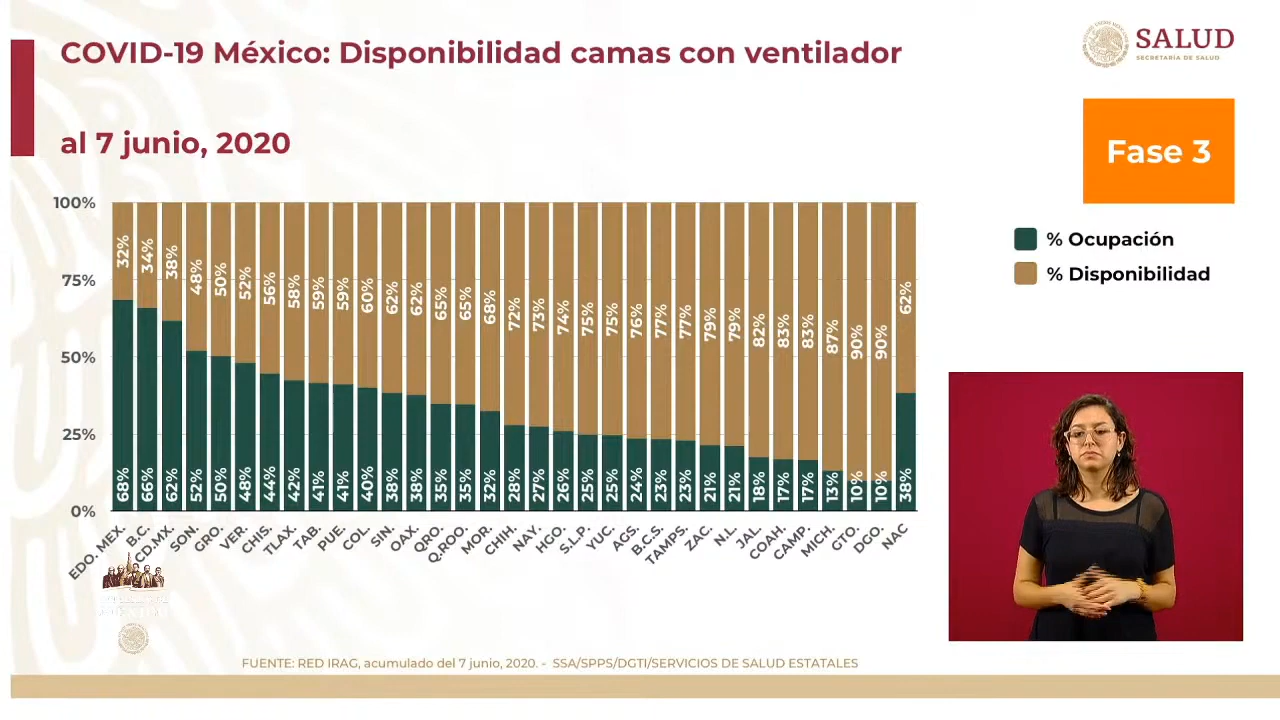 COVID-19 México: Disponibilidad camas con ventilador
al 7 junio, 2020
SALUD
SECRETARÍA DE SALUD
Fase 3
% Ocupación
% Disponibilidad
100%
75%
50%
25%
0%
32% 34% 38% 48% 50% 52% 56% 58% 59% 59% 60% 62% 62% 65% 65% 68% 72% 73% 74% 75% 75% 76% 77% 77% 79% 79% 82% 83% 83% 87% 90% 90% 62%
68% 66% 62% 52% 50% 48% 44% 42% 41% 41% 40% 38% 38% 35% 35% 32% 28% 27% 26% 25% 25% 24% 23% 23% 21% 21% 18% 17% 17% 13% 10% 10% 38%
EDO. MEX. B.C. CD.MX. SON. GRO. VER. CHIS. TLAX. TAB. PUE. COL. SIN. OAX. QRO. Q.ROO. MOR. CHIH. NAY. HGO. S.L.P. YUC. AGS. B.C.S. TAMPS. ZAC. N.L. JAL. COAH. CAMP. MICH. GTO. DGO. NAC
FUENTE: RED IRAG, acumulado del 7 junio, 2020. - SSA/SPPS/DGTI/SERVICIOS DE SALUD ESTATALES